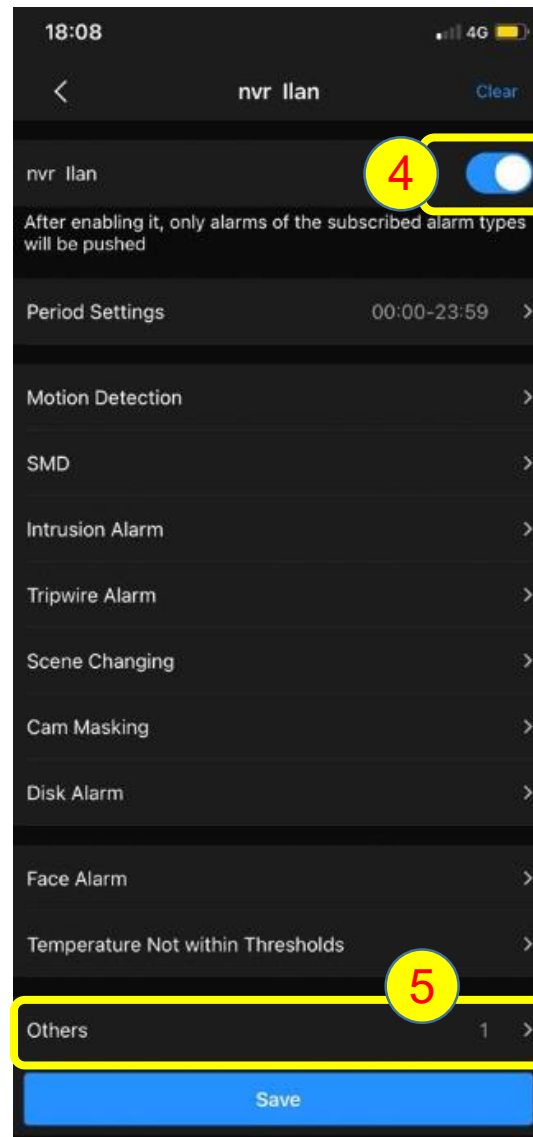 18:08 4G
nvr Ilan Clear
nvr Ilan 4
After enabling it, only alarms of the subscribed alarm types
will be pushed
Period Settings 00:00-23:59
Motion Detection
SMD
Intrusion Alarm
Tripwire Alarm
Scene Changing
Cam Masking
Disk Alarm
Face Alarm
Temperature Not within Thresholds
5
Others 1
Save